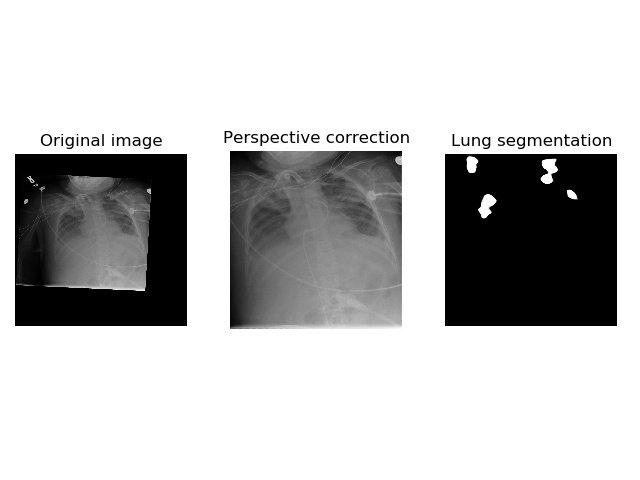 Original image
Perspective correction
Lung segmentation